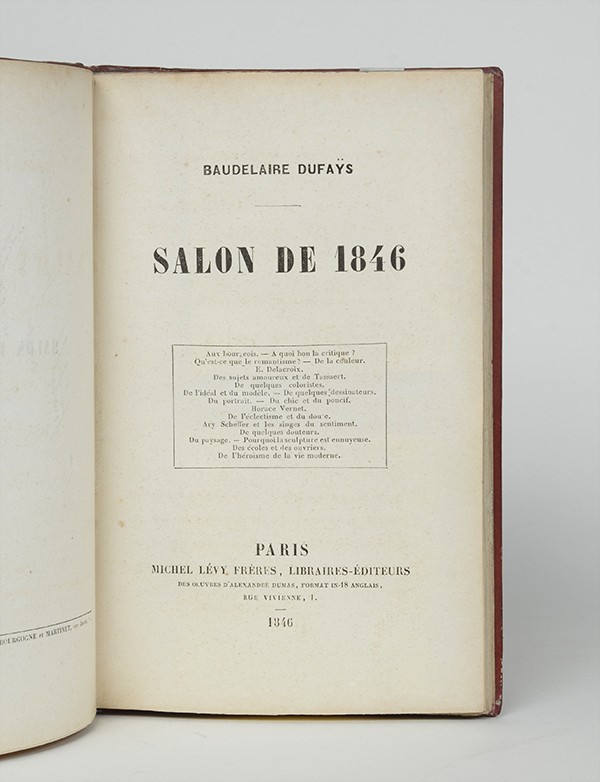 BAUDELAIRE DUFAŸS
SALON DE 1846
Aux bourgeois. — A quoi bon la critique ?
Qu'est-ce que le romantisme? — De la couleur.
E. Delacroix.
Des sujets amoureux et de Tassaert.
De quelques coloristes.
De l'idéal et du modèle. — De quelques dessinateurs.
Du portrait. — Du chic et du poncif.
Horace Vernet.
De l'éclectisme et du doute.
Ary Scheffer et les singes du sentiment.
De quelques douteurs.
Du paysage. — Pourquoi la sculpture est ennuyeuse.
Des écoles et des ouvriers.
De l'héroïsme de la vie moderne.
PARIS
MICHEL LÉVY FRÈRES, LIBRAIRES-ÉDITEURS
DES ŒUVRES D'ALEXANDRE DUMAS, FORMAT IN-18 ANGLAIS,
RUE VIVIENNE, 1.
1846
BOURGOGNE et MARTINET,